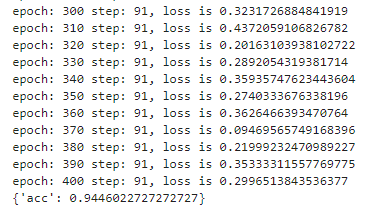 epoch: 300 step: 91, loss is 0.3231726884841919
epoch: 310 step: 91, loss is 0.4372059106826782
epoch: 320 step: 91, loss is 0.20163103938102722
epoch: 330 step: 91, loss is 0.2892054319381714
epoch: 340 step: 91, loss is 0.35935747623443604
epoch: 350 step: 91, loss is 0.2740333676338196
epoch: 360 step: 91, loss is 0.3626466393470764
epoch: 370 step: 91, loss is 0.09469565749168396
epoch: 380 step: 91, loss is 0.21999232470989227
epoch: 390 step: 91, loss is 0.35333311557769775
epoch: 400 step: 91, loss is 0.2996513843536377
{'acc': 0.9446022727272727}